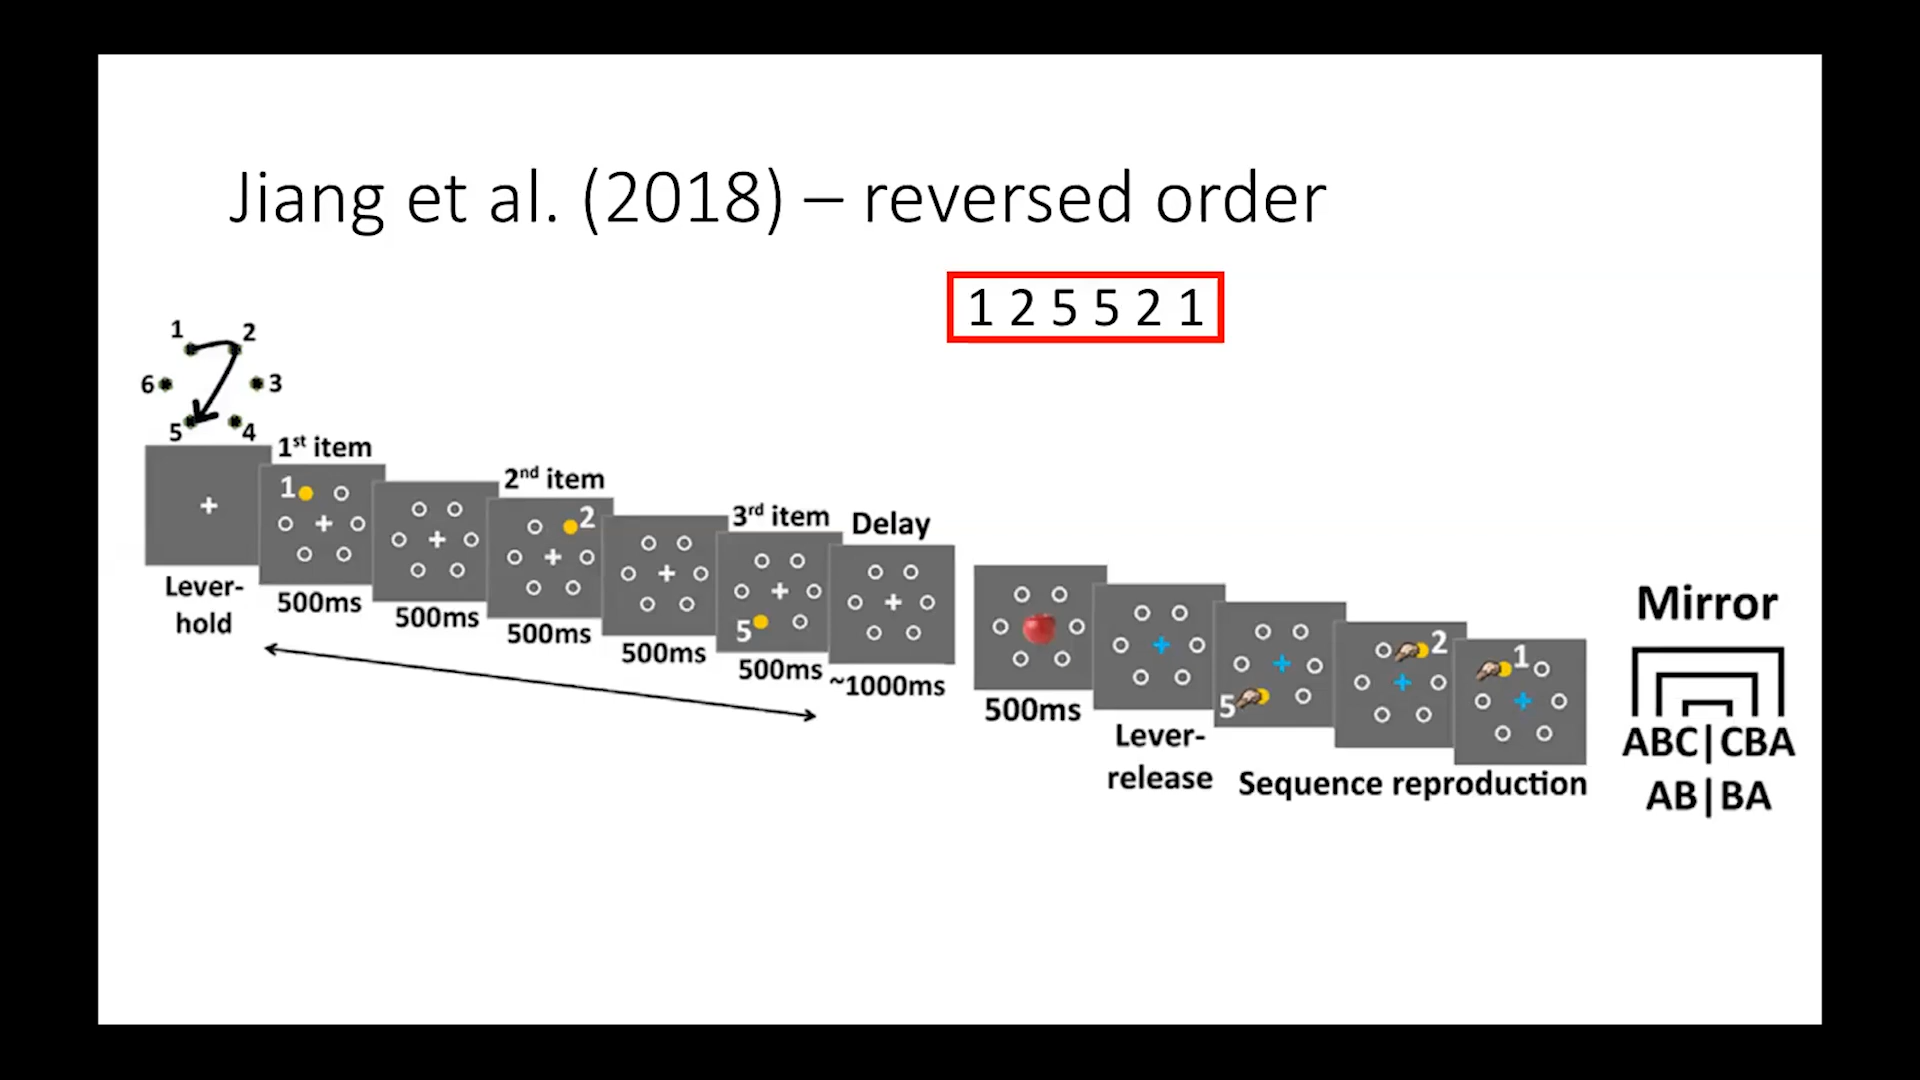 Jiang et al. (2018) – reversed order
1 2 5 5 2 1
1 2
6 3
5 4
1st item
2nd item
3rd item
Delay
1
2
5
5
2
1
Lever-
hold
500ms
500ms
500ms
500ms
500ms
~1000ms
500ms
Lever-
release
Sequence reproduction
Mirror
ABC|CBA
AB|BA